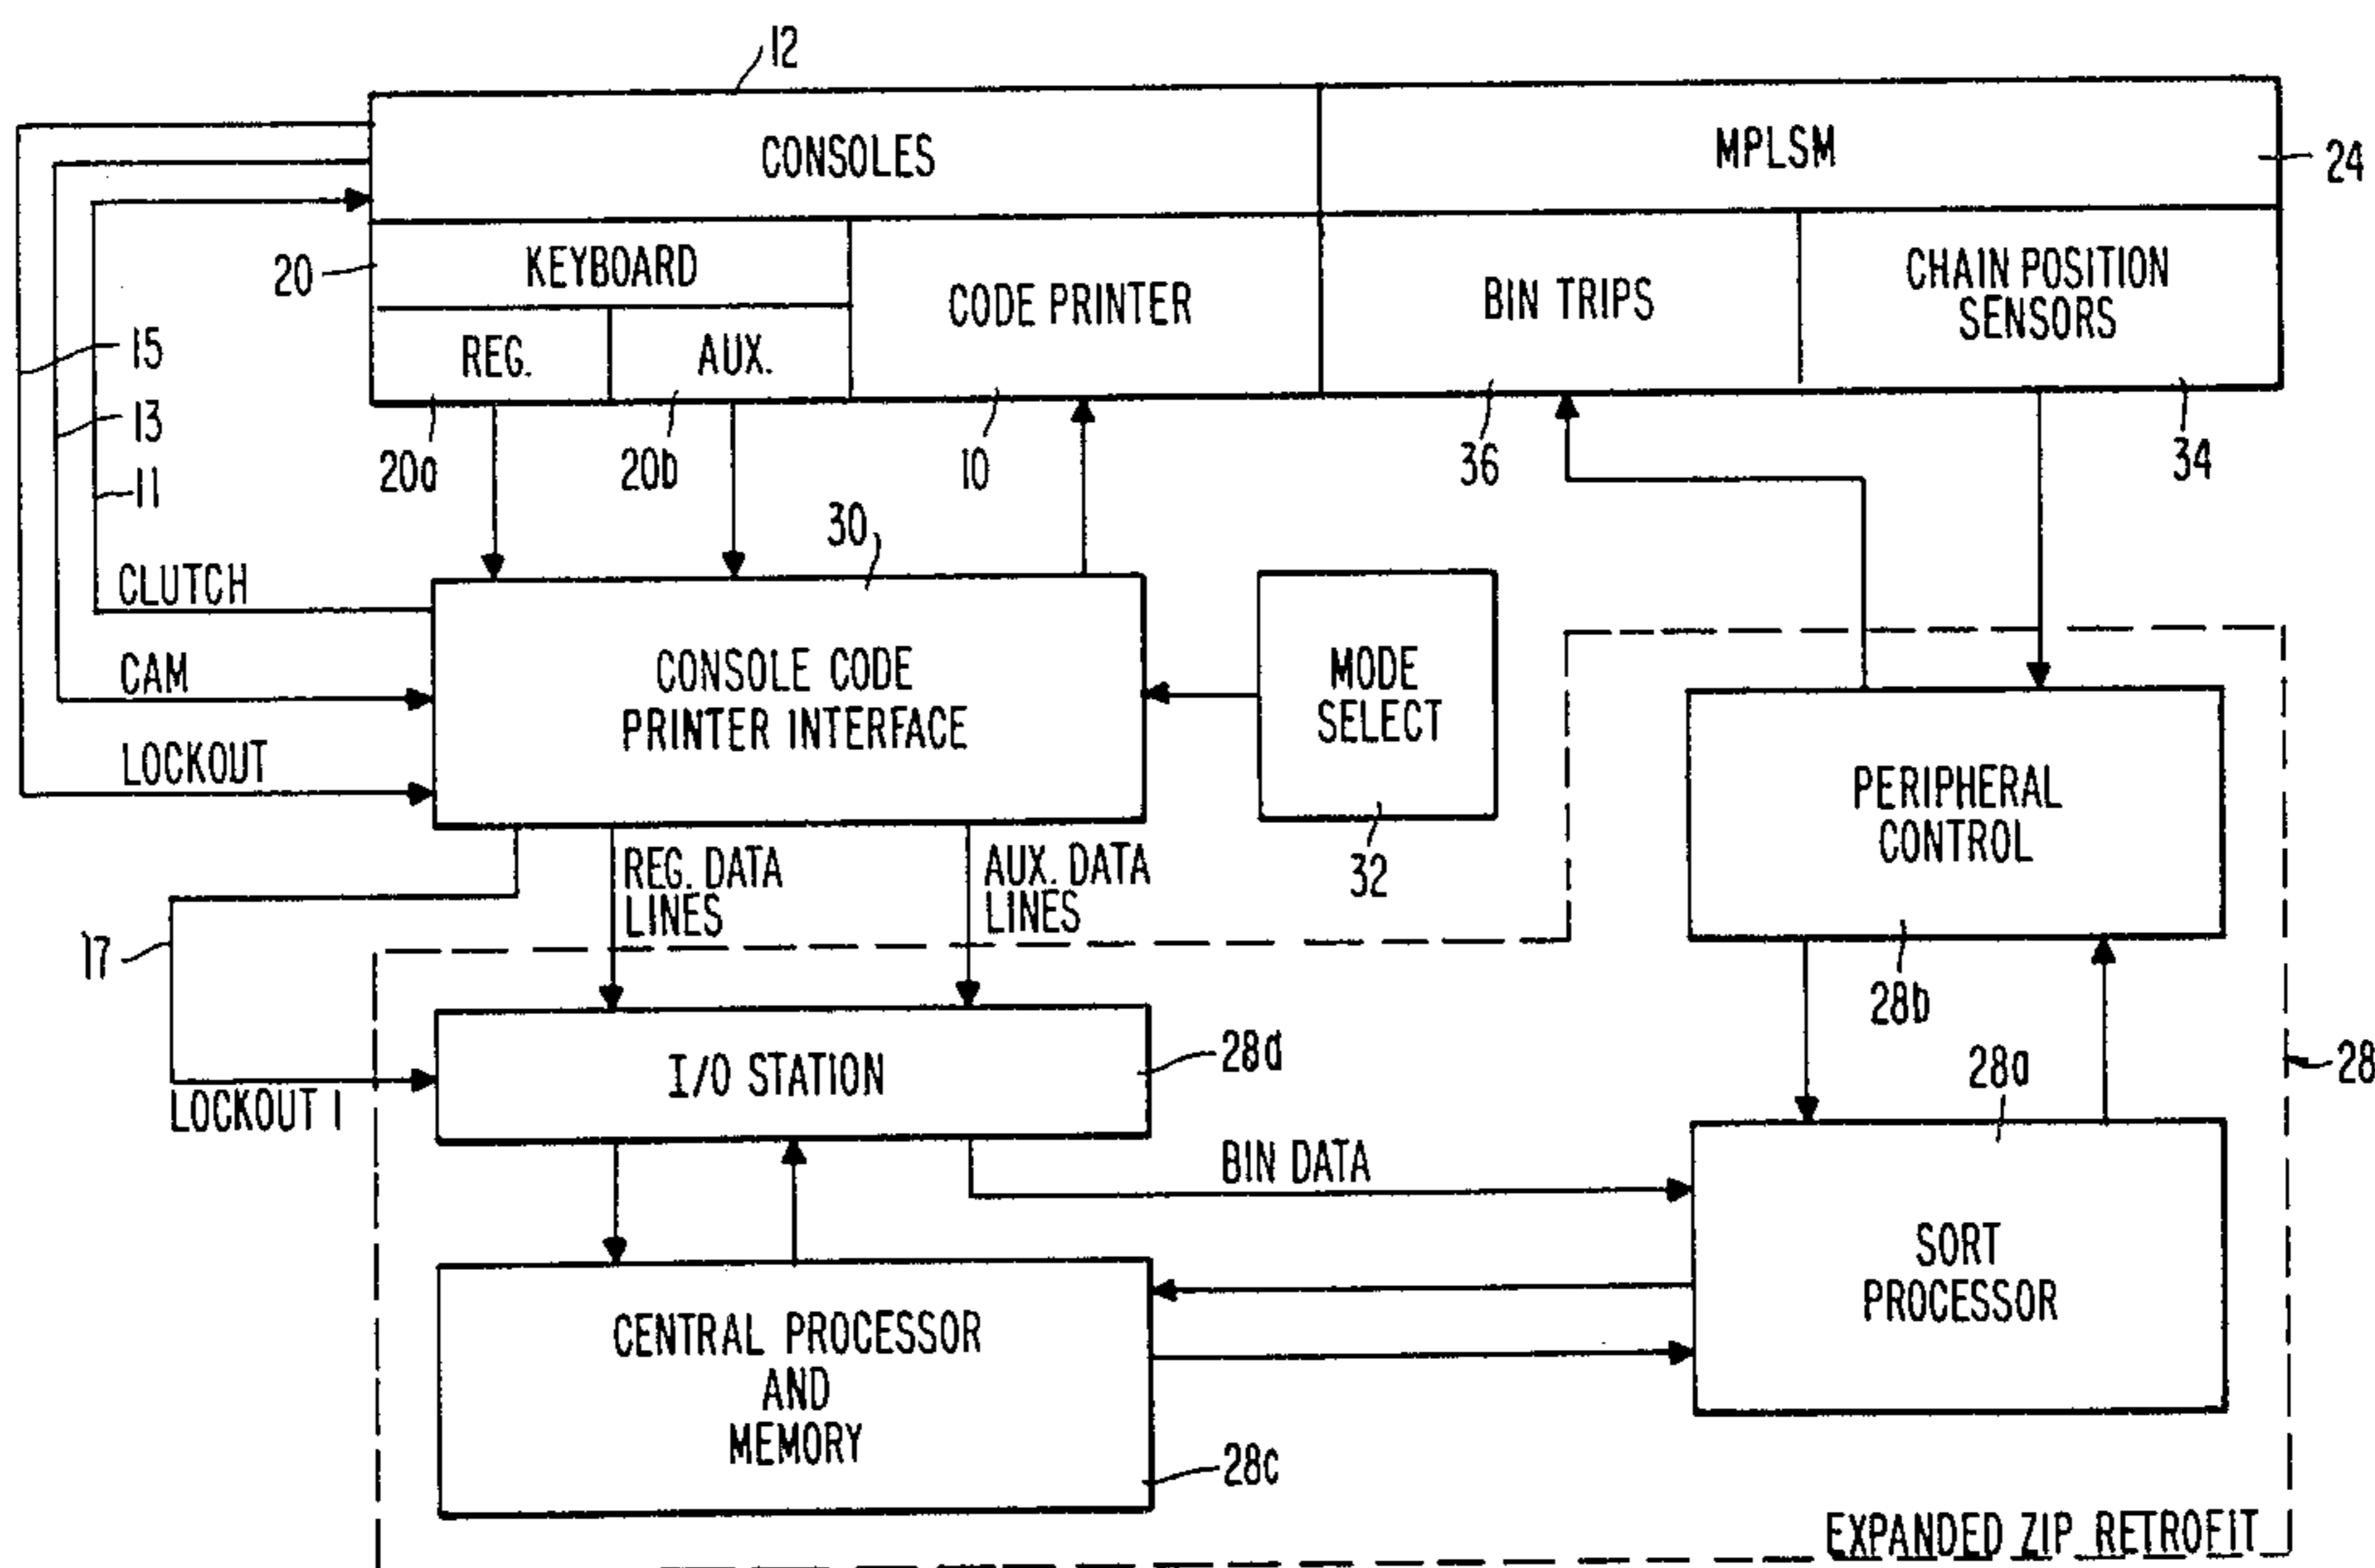 12
CONSOLES
MPLSM
24
20
KEYBOARD
CODE PRINTER
BIN TRIPS
CHAIN POSITION
SENSORS
REG.
AUX.
15
13
11
20a
20b
10
36
34
30
CLUTCH
CAM
LOCKOUT
CONSOLE CODE
PRINTER INTERFACE
MODE
SELECT
32
PERIPHERAL
CONTROL
28b
REG. DATA
LINES
AUX. DATA
LINES
17
LOCKOUT 1
I/O STATION
28d
28a
28
BIN DATA
SORT
PROCESSOR
CENTRAL PROCESSOR
AND
MEMORY
28c
EXPANDED ZIP RETROFIT